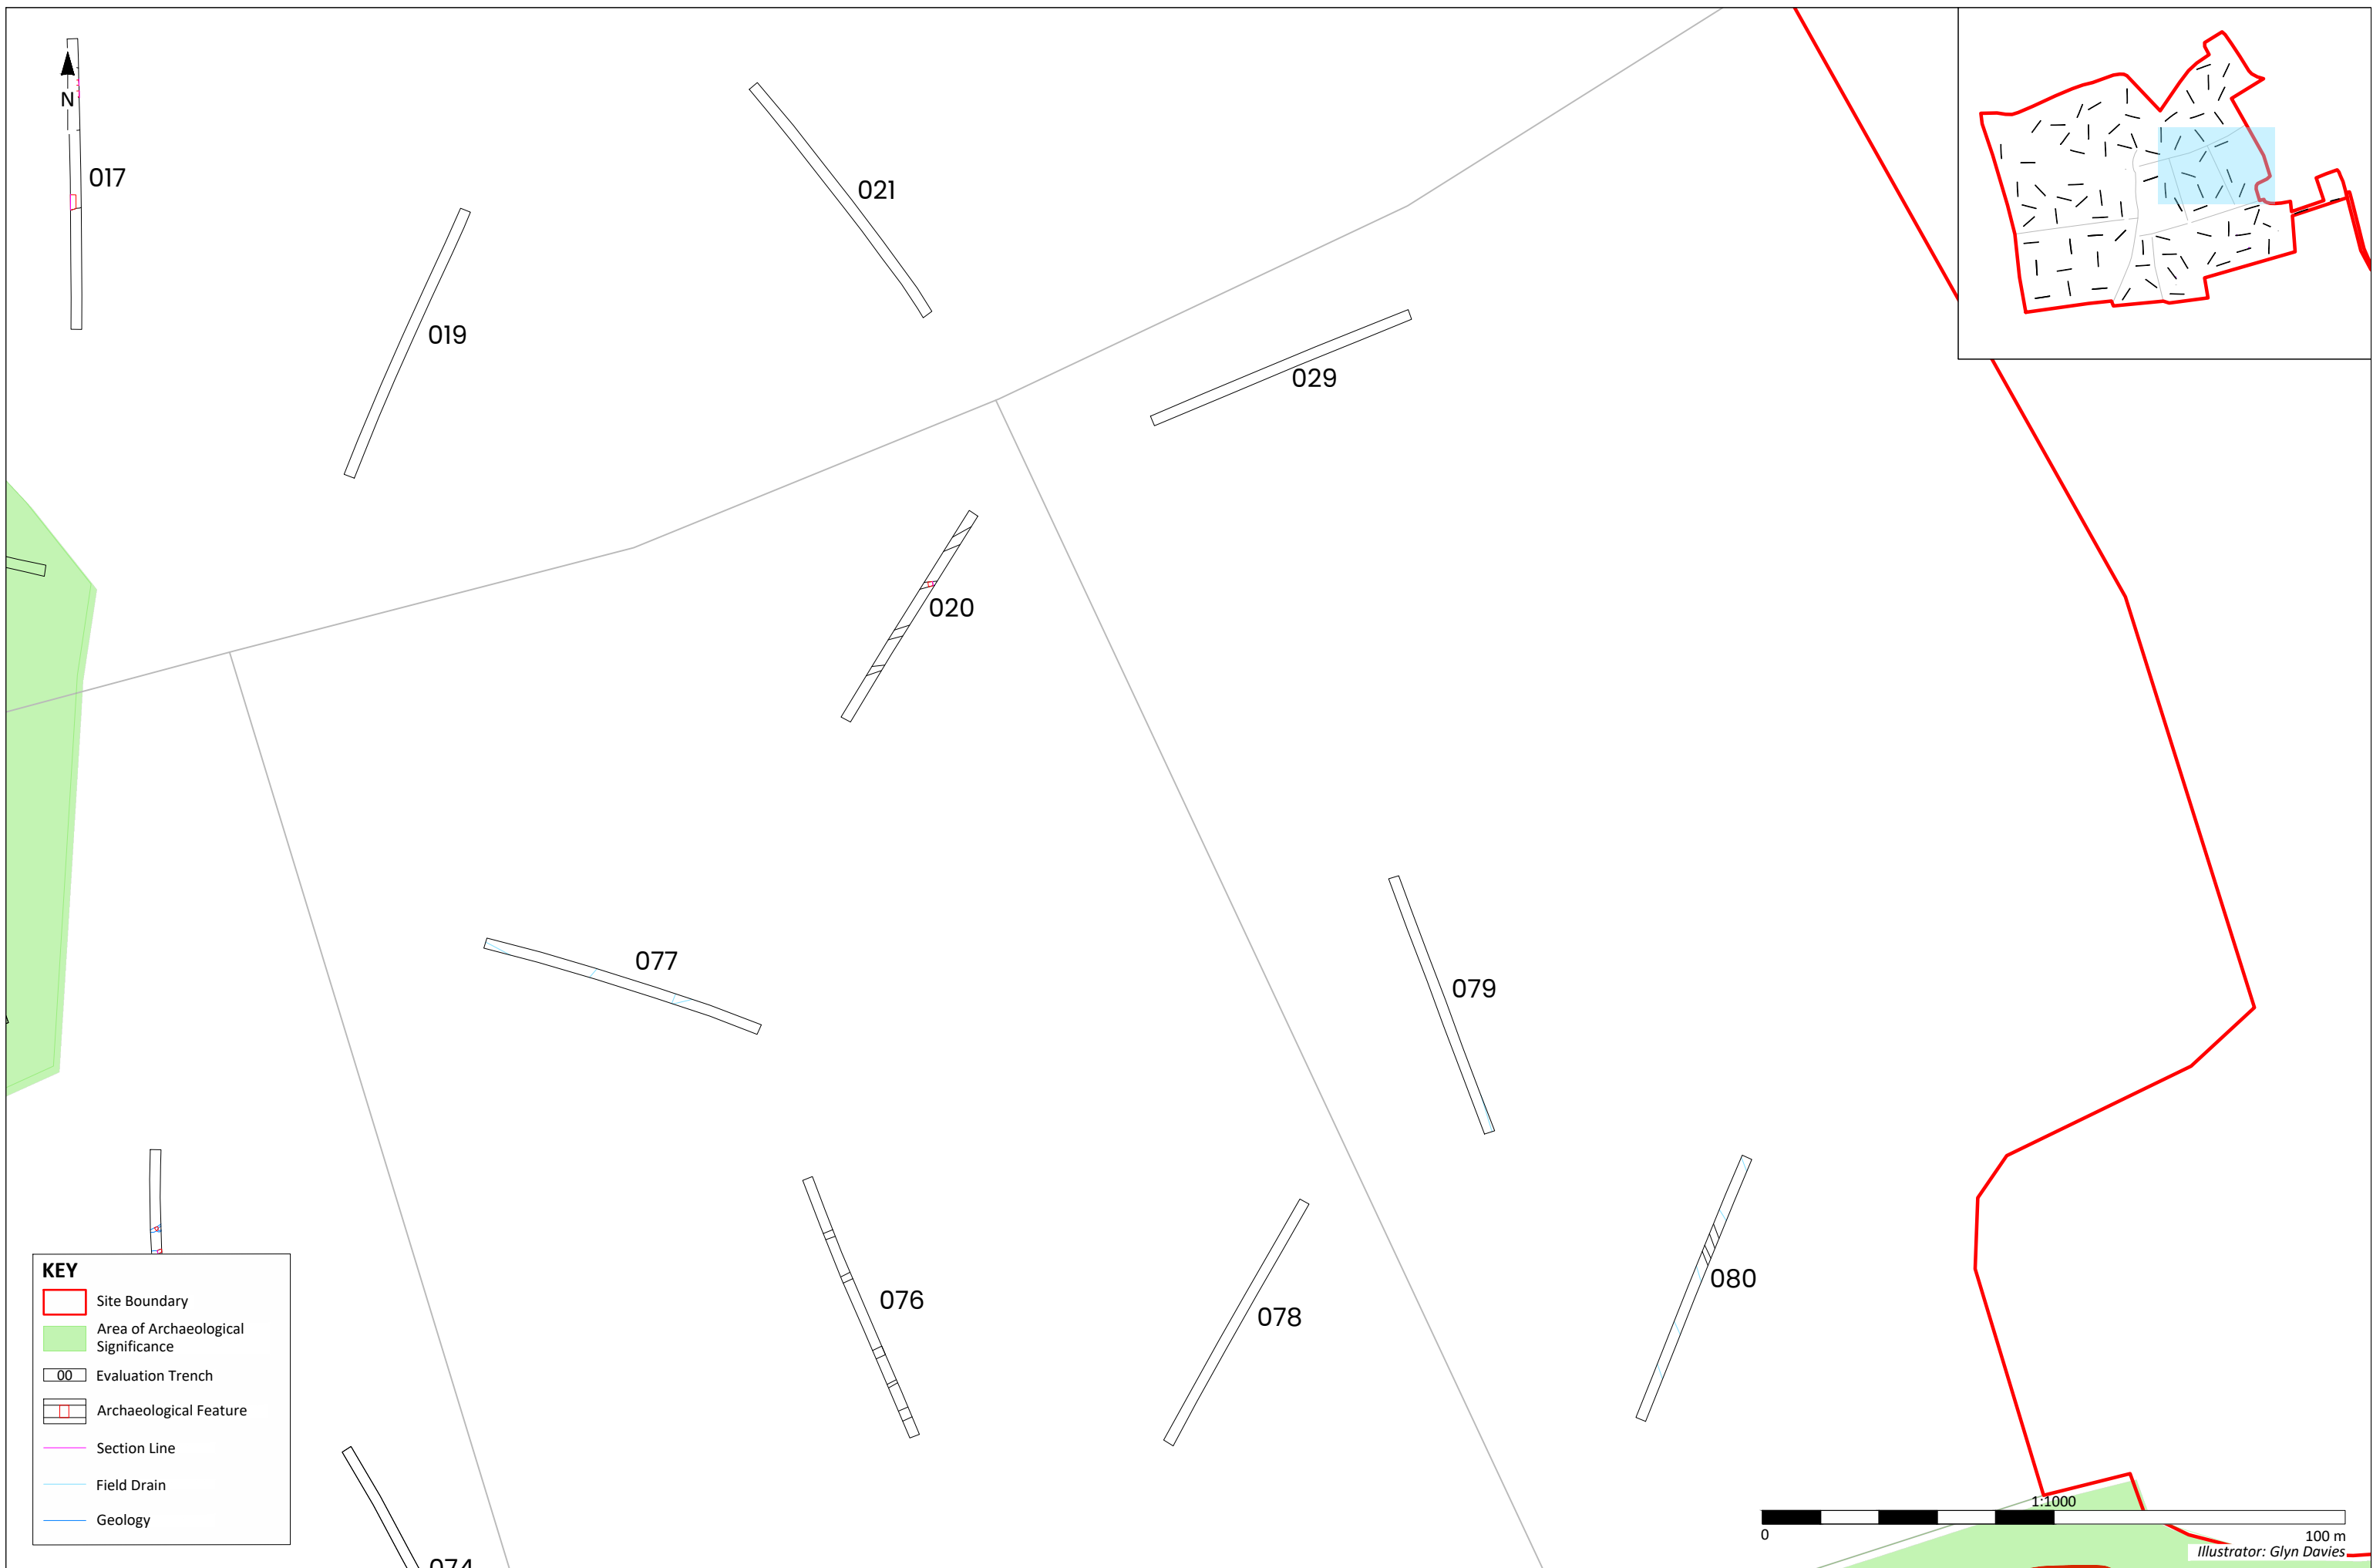 N
017
021
019
029
020
077
079
076
078
080
074
KEY
Site Boundary
Area of Archaeological
Significance
00
Evaluation Trench
Archaeological Feature
Section Line
Field Drain
Geology
1:1000
0
100 m
Illustrator: Glyn Davies